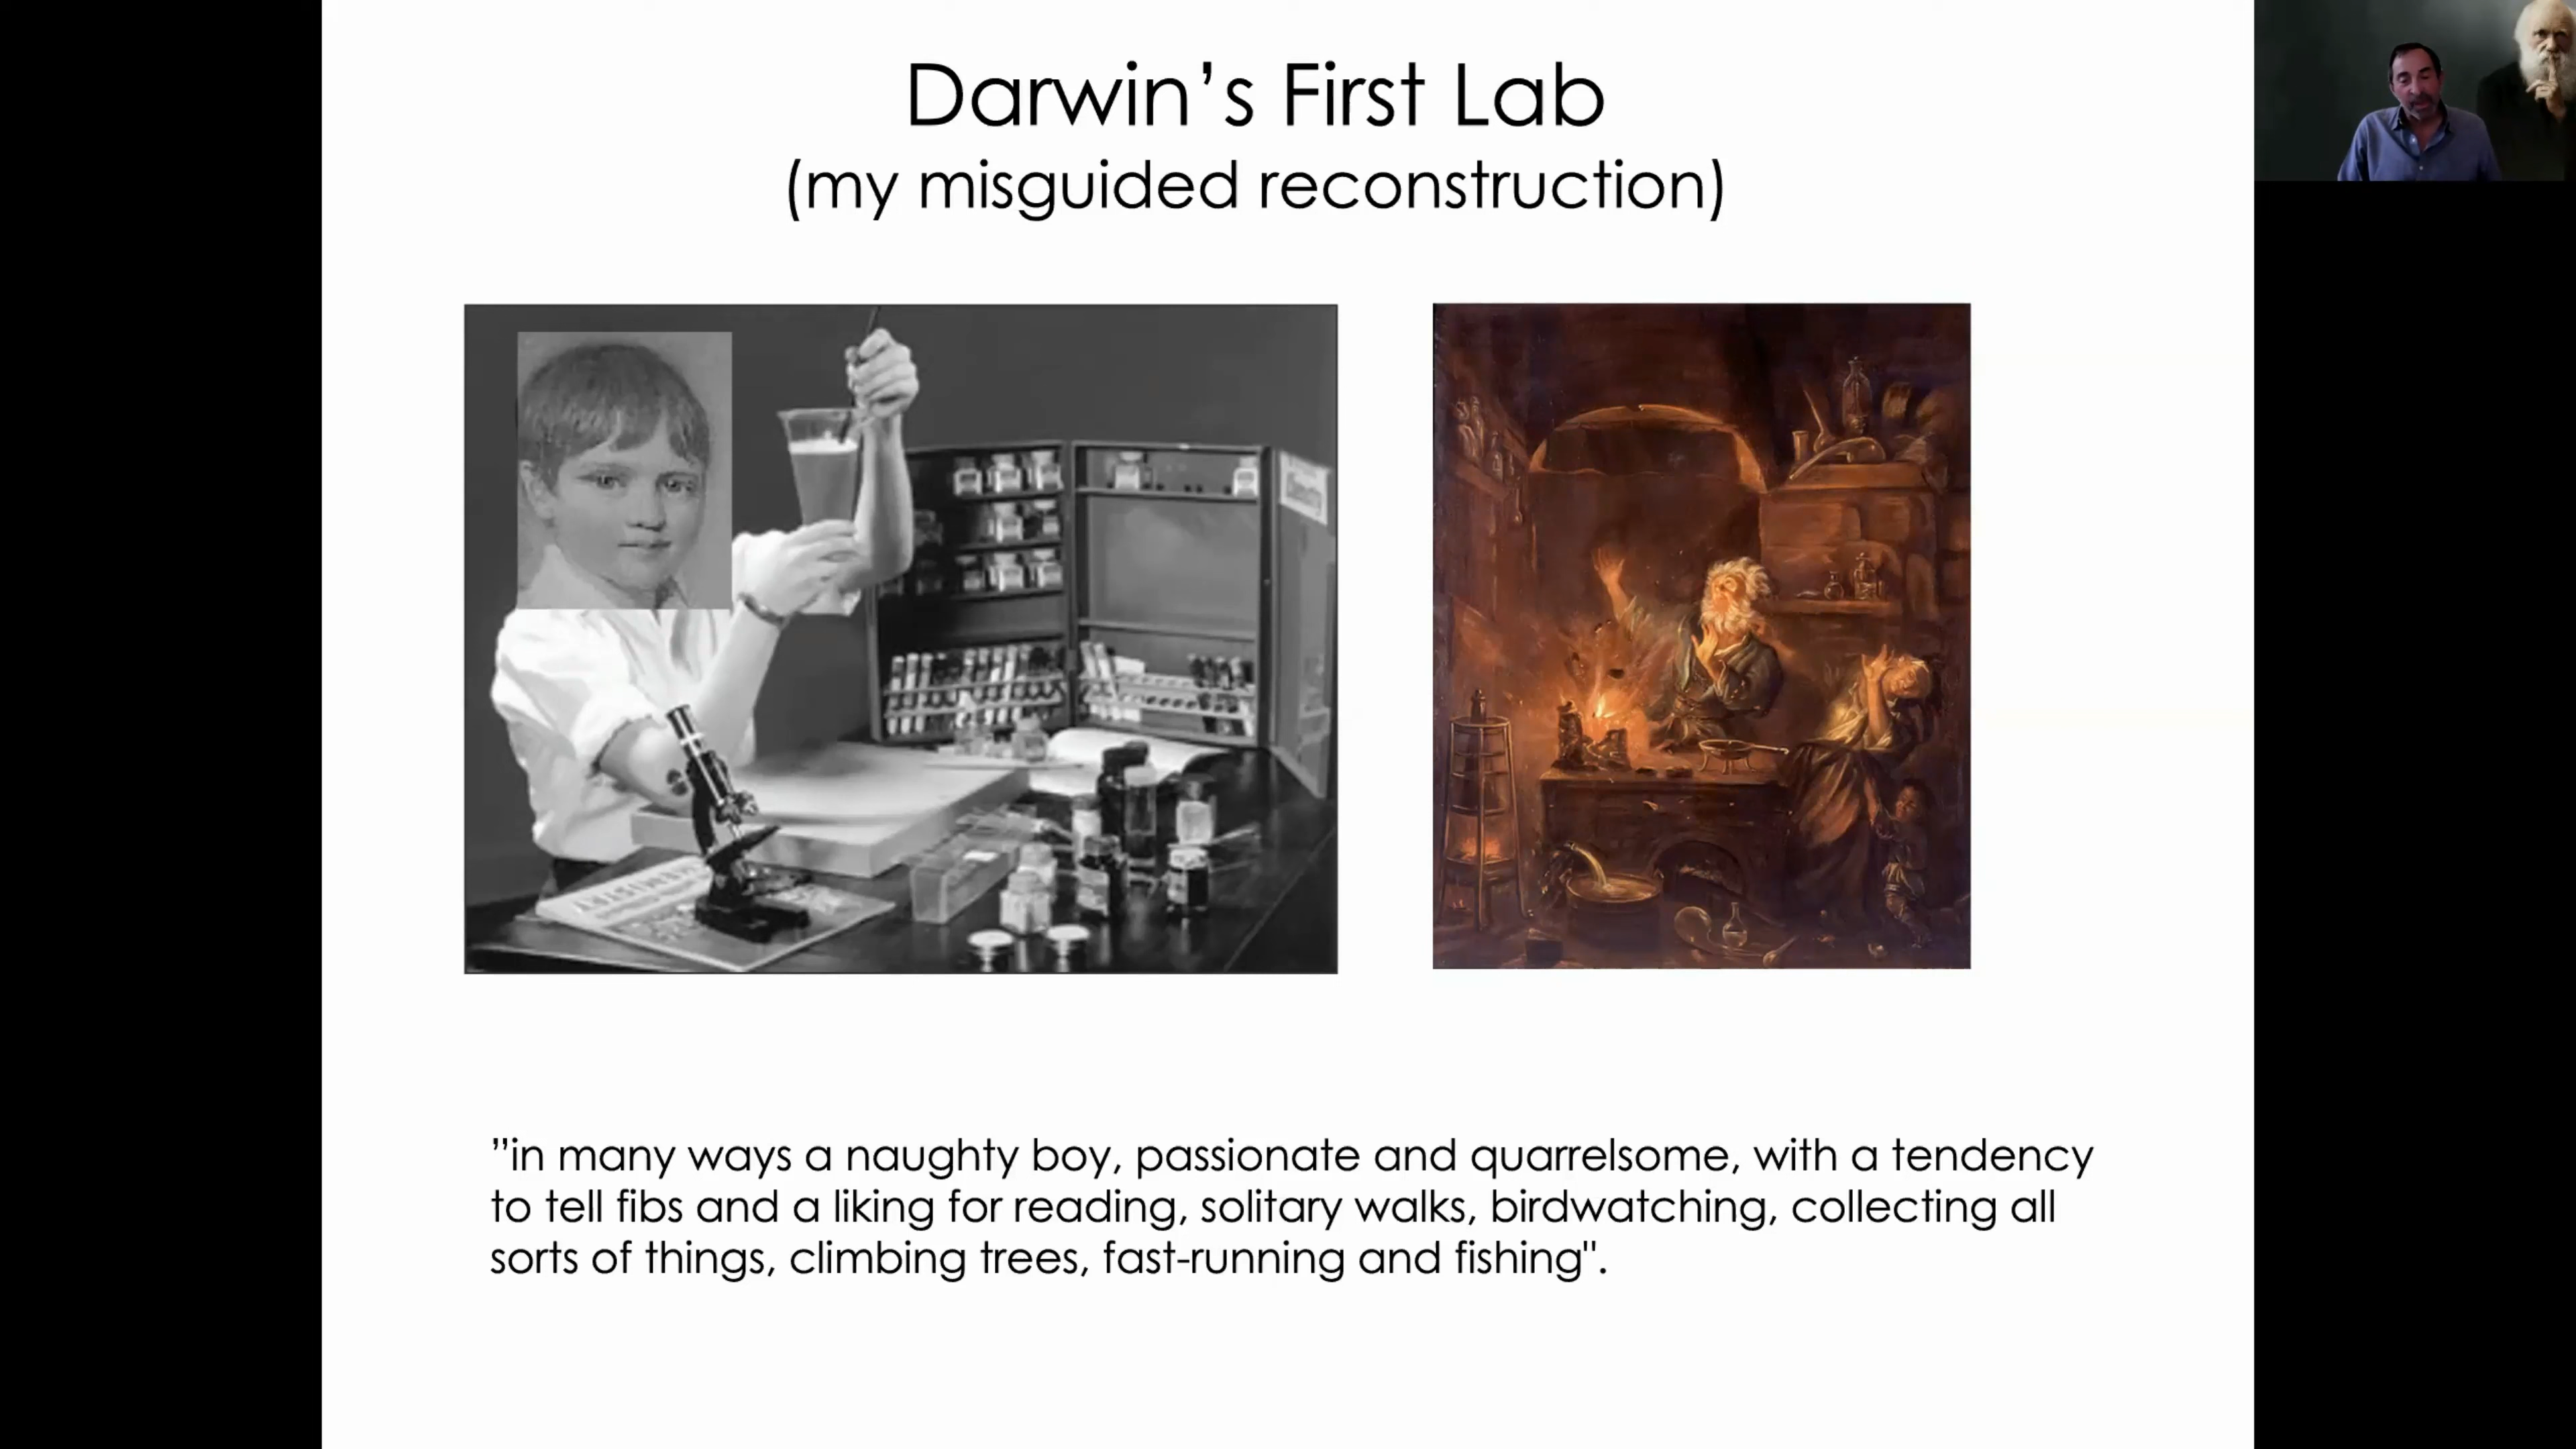 Darwin’s First Lab
(my misguided reconstruction)
CHEMISTRY
”in many ways a naughty boy, passionate and quarrelsome, with a tendency
to tell fibs and a liking for reading, solitary walks, birdwatching, collecting all
sorts of things, climbing trees, fast-running and fishing".